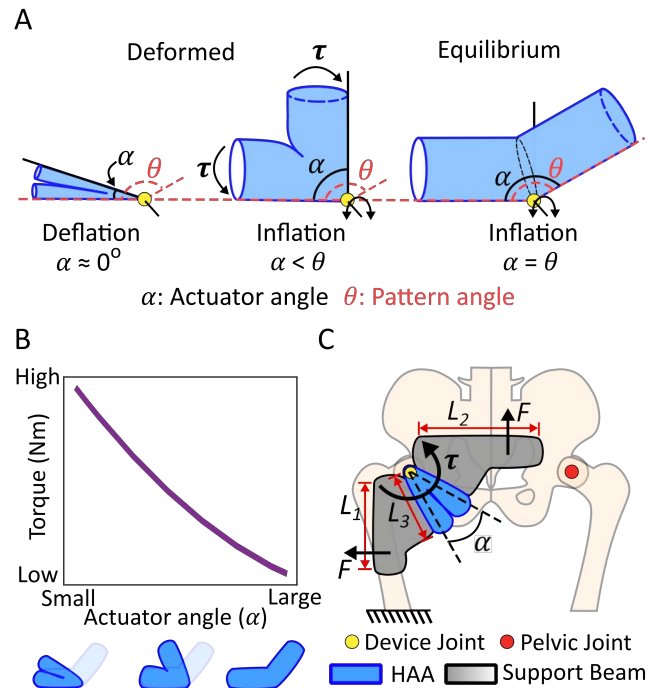 A
Deformed
τ
Equilibrium
α
θ
τ
α
θ
α
θ
Deflation
Inflation
Inflation
α ≈ 0°
α < θ
α = θ
α: Actuator angle θ: Pattern angle
B
High
Torque (Nm)
Low
Small
Large
Actuator angle (α)
C
L2
F
τ
L1
L3
α
F
Device Joint
Pelvic Joint
HAA
Support Beam